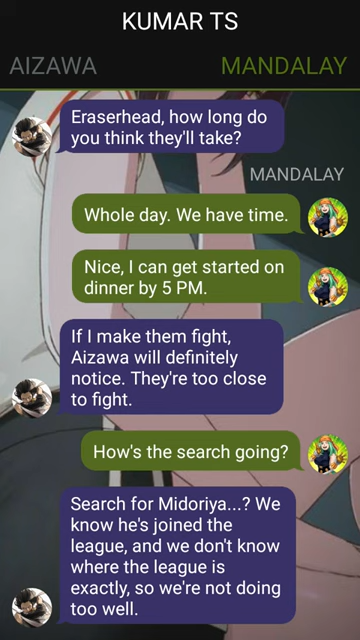 KUMAR TS
AIZAWA
MANDALAY
Eraserhead, how long do
you think they'll take?
MANDALAY
Whole day. We have time.
Nice, I can get started on
dinner by 5 PM.
If I make them fight,
Aizawa will definitely
notice. They're too close
to fight.
How's the search going?
Search for Midoriya...? We
know he's joined the
league, and we don't know
where the league is
exactly, so we're not doing
too well.